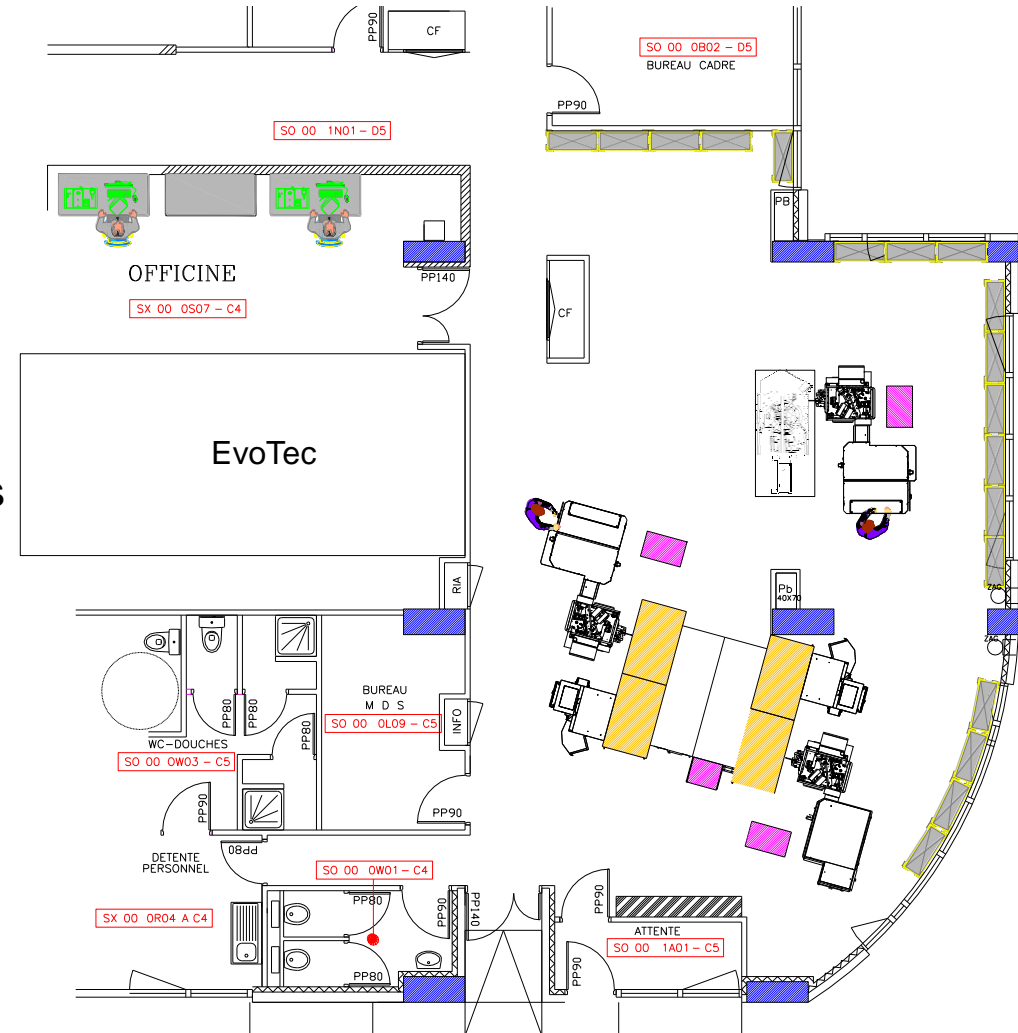 PP90
CF
SO 00 0B02 - D5
BUREAU CADRE
PP90
SO 00 1N01 - D5
PB
OFFICINE
PP140
SX 00 0S07 - C4
CF
EvoTec
s
RIA
Pb
40X70
ZAG
ZAG
BUREAU
M D S
SO 00 0L09 - C5
INFO
PP80
PP80
PP80
WC-DOUCHES
SO 00 0W03 - C5
PP90
PP90
PP80
DETENTE
PERSONNEL
SO 00 0W01 - C4
PP80
PP90
PP140
PP90
SX 00 0R04 A C4
ATTENTE
SO 00 1A01 - C5
PP80
PP90